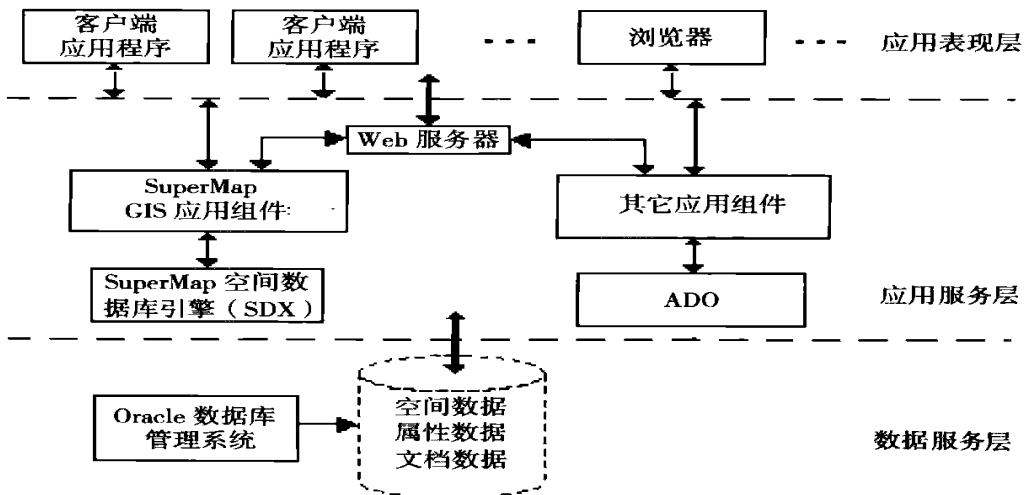 客户端
应用程序
客户端
应用程序
浏览器
应用表现层
Web 服务器
SuperMap
GIS 应用组件
其它应用组件
SuperMap 空间数
据库引擎（SDX）
ADO
应用服务层
Oracle 数据库
管理系统
空间数据
属性数据
文档数据
数据服务层